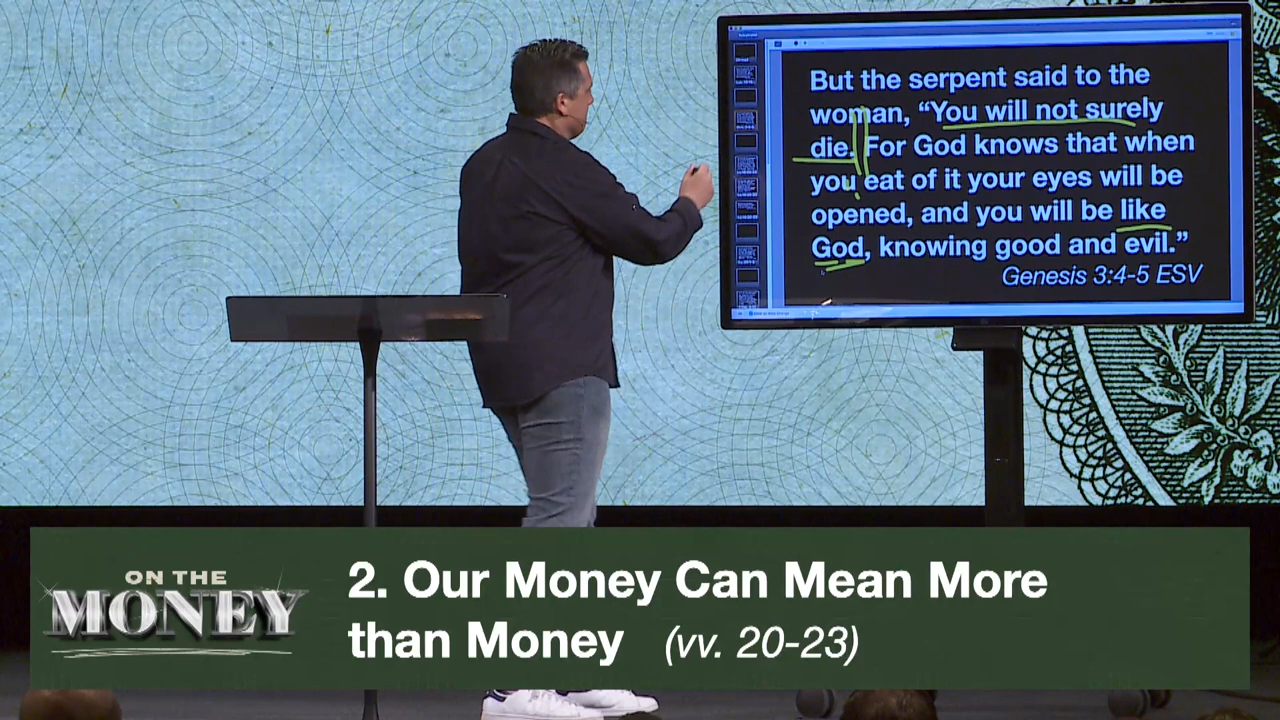 But the serpent said to the
woman, “You will not surely
die. For God knows that when
you eat of it your eyes will be
opened, and you will be like
God, knowing good and evil.”
Genesis 3:4-5 ESV
ON THE
MONEY
2. Our Money Can Mean More
than Money (vv. 20-23)